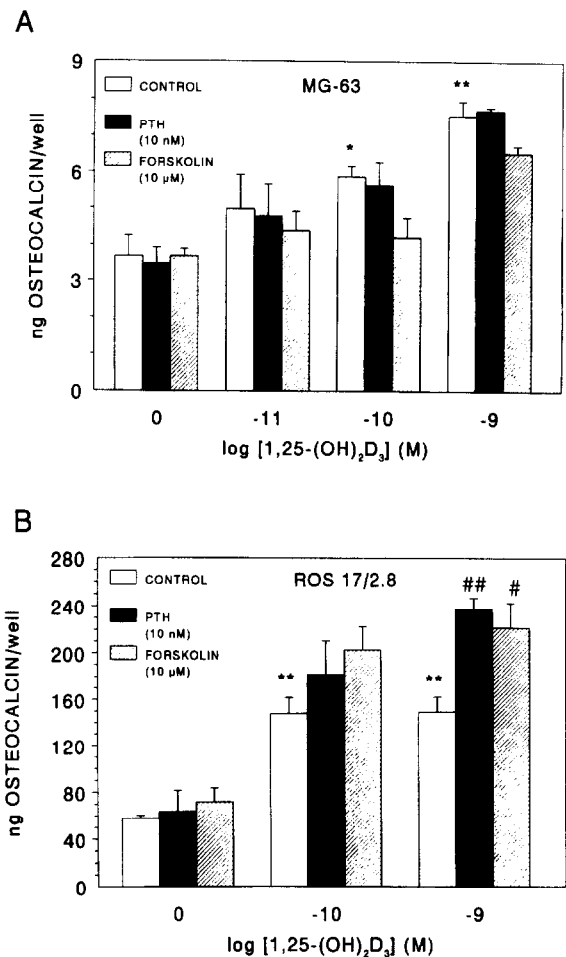 A
9
6
3
0
ng OSTEOCALCIN/well
CONTROL
PTH
(10 nM)
FORSKOLIN
(10 µM)
MG-63
*
**
0 -11 -10 -9
log [1,25-(OH)₂D₃] (M)
B
280
240
200
160
120
80
40
0
ng OSTEOCALCIN/well
CONTROL
PTH
(10 nM)
FORSKOLIN
(10 µM)
ROS 17/2.8
**
**
##
#
0 -10 -9
log [1,25-(OH)₂D₃] (M)